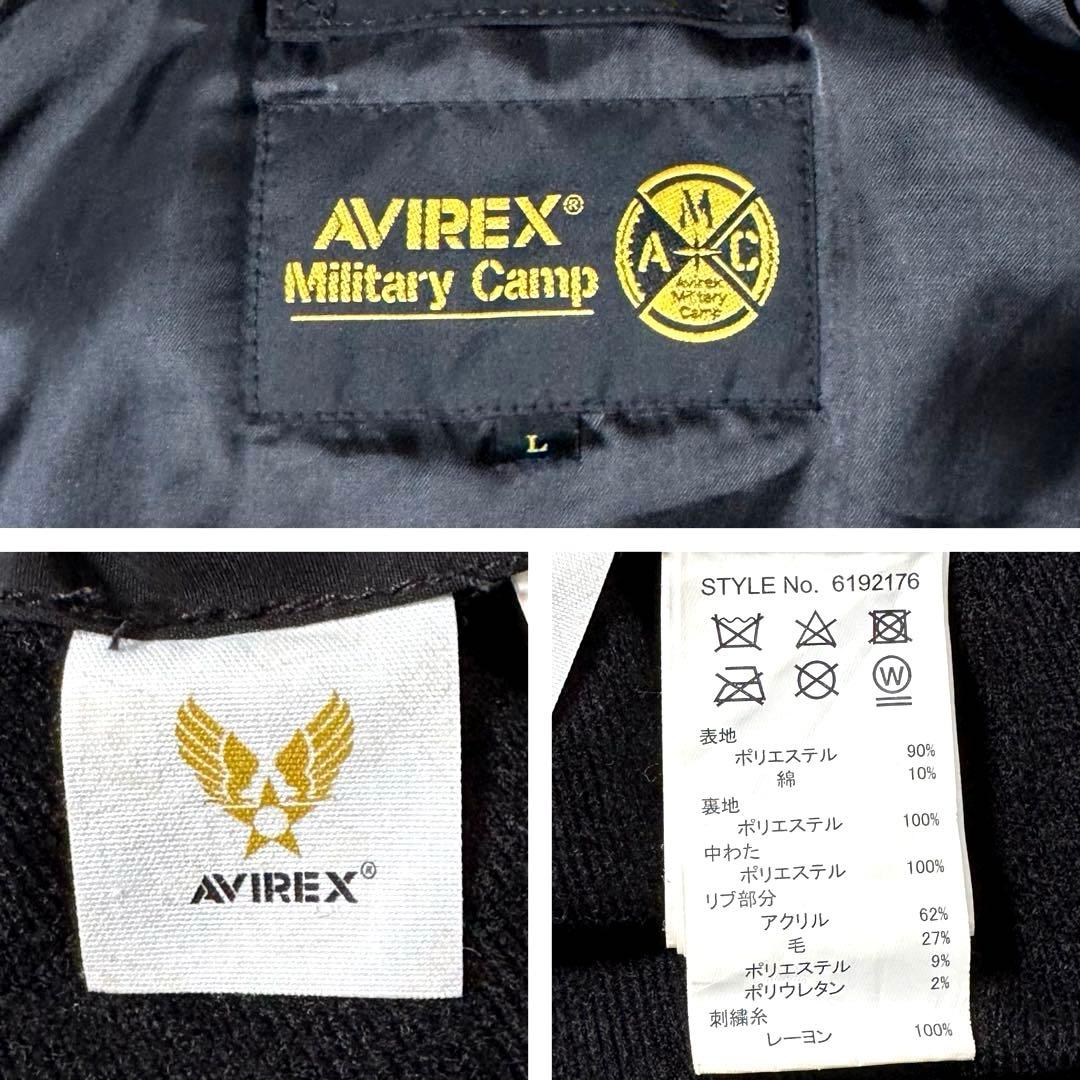 AVIREX®
Military Camp
M
A C
Avirex
Military
Camp
L
AVIREX®
STYLE No. 6192176
W
表地
ポリエステル 90%
綿 10%
裏地
ポリエステル 100%
中わた
ポリエステル 100%
リブ部分
アクリル 62%
毛 27%
ポリエステル 9%
ポリウレタン 2%
刺繍糸
レーヨン 100%